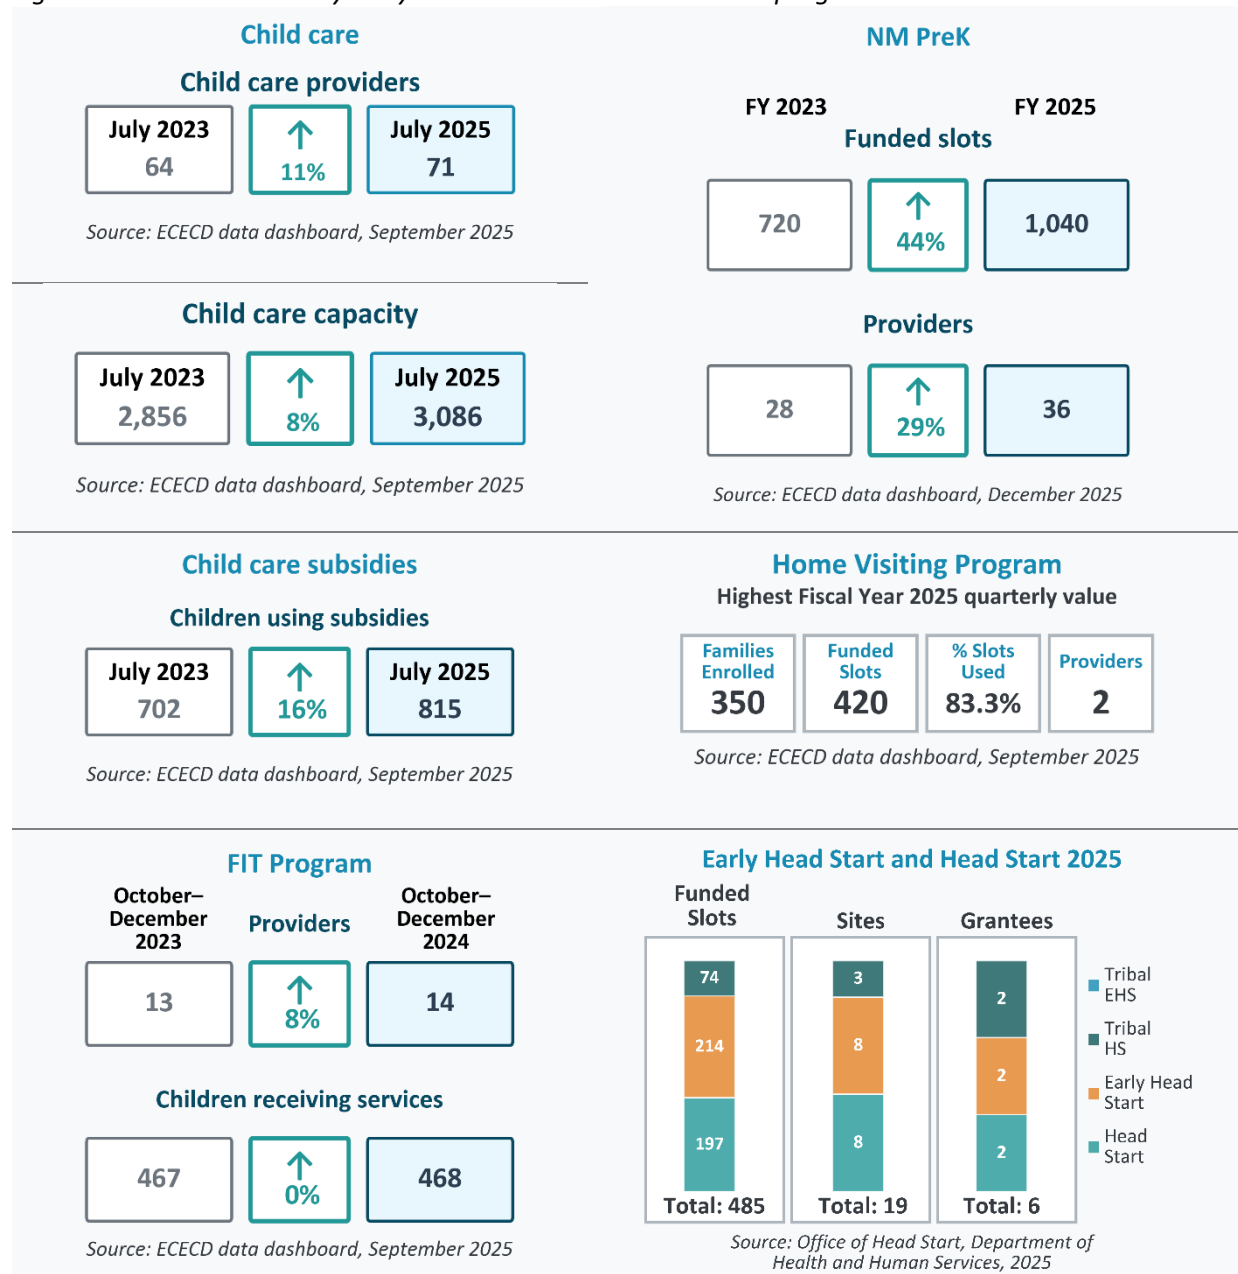 Child care
Child care providers
July 2023
64
↑
11%
July 2025
71
Source: ECECD data dashboard, September 2025
Child care capacity
July 2023
2,856
↑
8%
July 2025
3,086
Source: ECECD data dashboard, September 2025
NM PreK
FY 2023
FY 2025
Funded slots
720
↑
44%
1,040
Providers
28
↑
29%
36
Source: ECECD data dashboard, December 2025
Child care subsidies
Children using subsidies
July 2023
702
↑
16%
July 2025
815
Source: ECECD data dashboard, September 2025
Home Visiting Program
Highest Fiscal Year 2025 quarterly value
Families
Enrolled
350
Funded
Slots
420
% Slots
Used
83.3%
Providers
2
Source: ECECD data dashboard, September 2025
FIT Program
October–
December
2023
Providers
October–
December
2024
13
↑
8%
14
Children receiving services
467
↑
0%
468
Source: ECECD data dashboard, September 2025
Early Head Start and Head Start 2025
Funded
Slots
74
214
197
Total: 485
Sites
3
8
8
Total: 19
Grantees
2
2
2
Total: 6
Tribal
EHS
Tribal
HS
Early Head
Start
Head
Start
Source: Office of Head Start, Department of
Health and Human Services, 2025